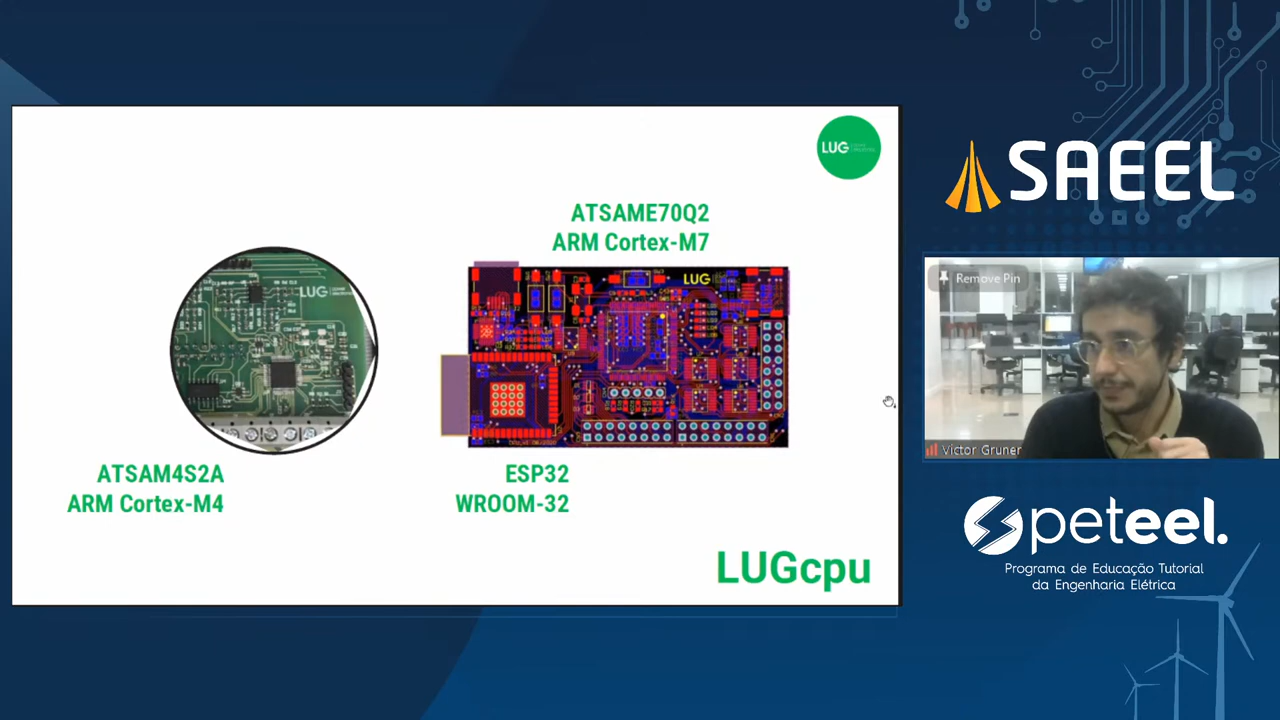 LUG
ATSAME70Q2
ARM Cortex-M7
LUG
LUG
ATSAM4S2A
ARM Cortex-M4
ESP32
WROOM-32
LUGcpu
SAEEL
Remove Pin
Victor Gruner
peteel.
Programa de Educação Tutorial
da Engenharia Elétrica